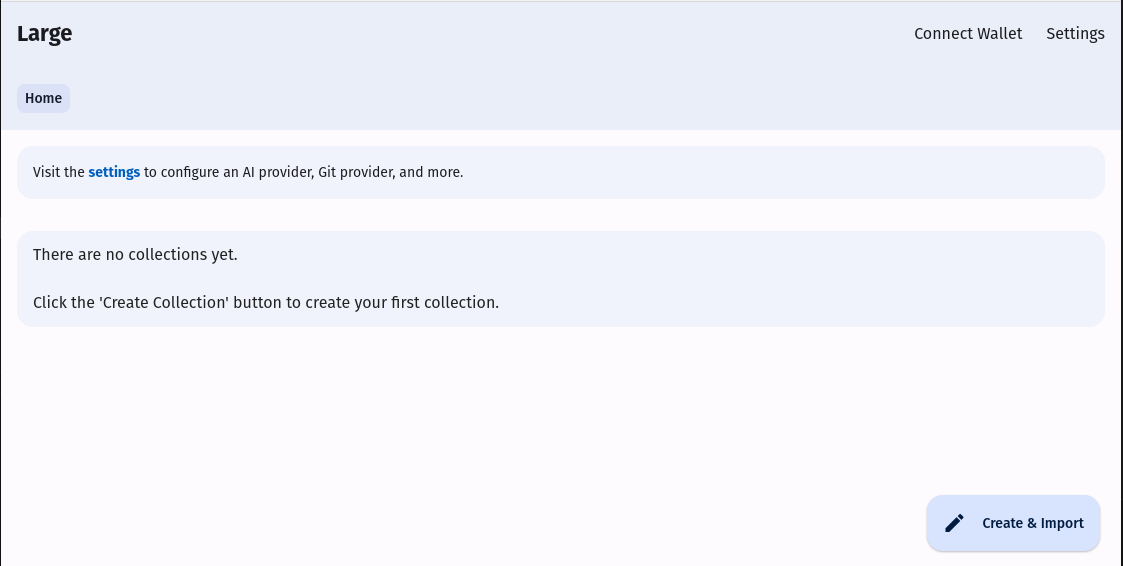 Large
Connect Wallet
Settings
Home
Visit the settings to configure an AI provider, Git provider, and more.
There are no collections yet.
Click the 'Create Collection' button to create your first collection.
Create & Import